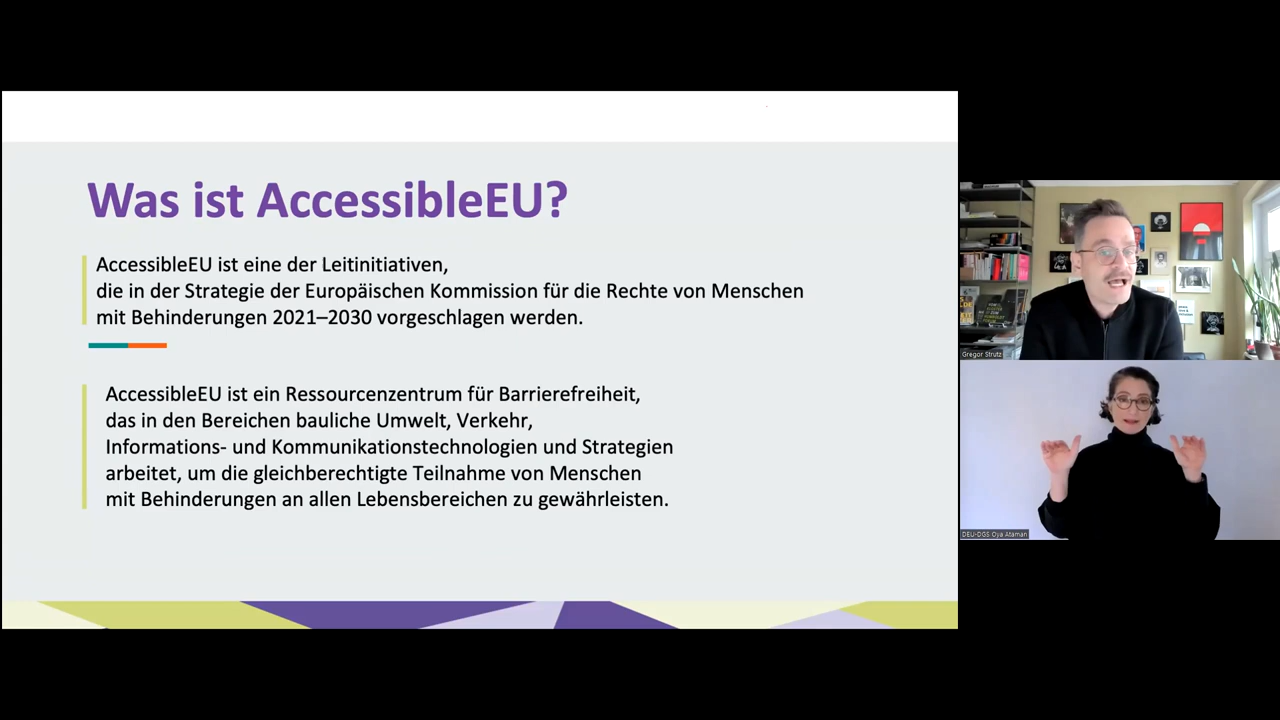 Was ist AccessibleEU?
AccessibleEU ist eine der Leitinitiativen,
die in der Strategie der Europäischen Kommission für die Rechte von Menschen
mit Behinderungen 2021–2030 vorgeschlagen werden.
AccessibleEU ist ein Ressourcenzentrum für Barrierefreiheit,
das in den Bereichen bauliche Umwelt, Verkehr,
Informations- und Kommunikationstechnologien und Strategien
arbeitet, um die gleichberechtigte Teilnahme von Menschen
mit Behinderungen an allen Lebensbereichen zu gewährleisten.
Gregor Strutz
DEU-DGS Oya Ataman